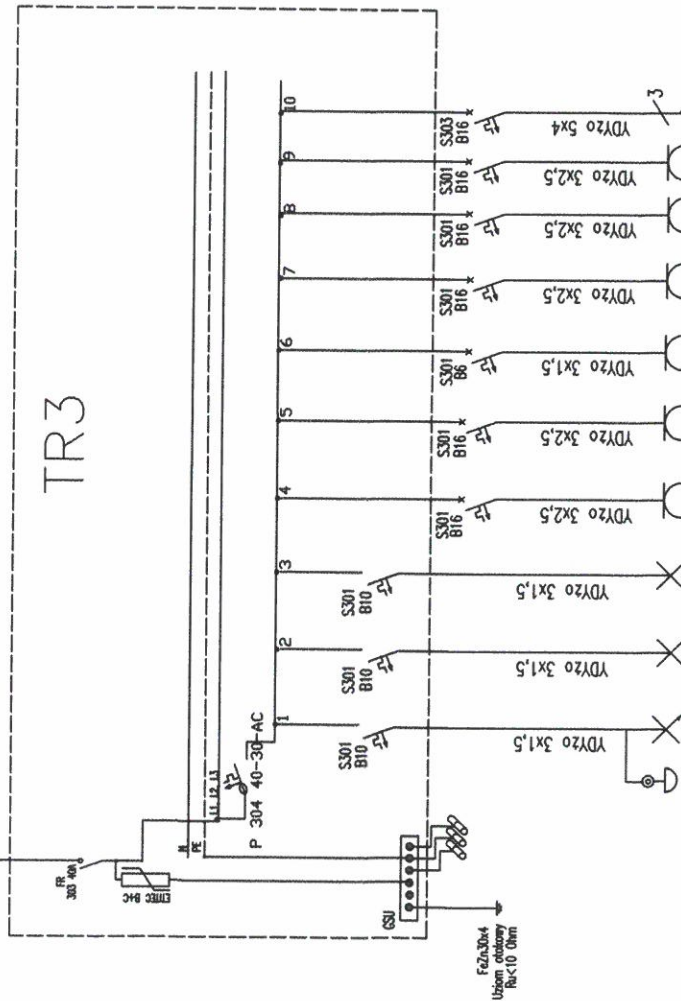 TR3
FR
303 40A
ETITEC B+C
N
PE
L1 L2 L3
P 304 40-30-AC
GSU
FeZn30x4
Uziom otokowy
Ru<10 Ohm
1
S301
B10
YDYżo 3x1,5
2
S301
B10
YDYżo 3x1,5
3
S301
B10
YDYżo 3x1,5
4
S301
B16
YDYżo 3x2,5
5
S301
B16
YDYżo 3x2,5
6
S301
B6
YDYżo 3x1,5
7
S301
B16
YDYżo 3x2,5
8
S301
B16
YDYżo 3x2,5
9
S301
B16
YDYżo 3x2,5
10
S303
B16
YDYżo 5x4
3